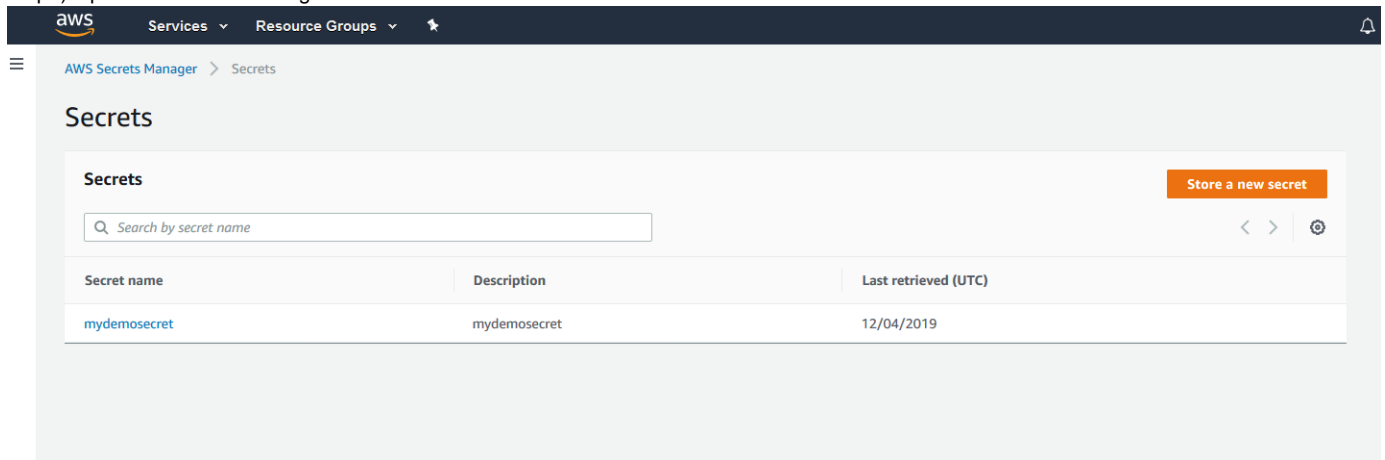 aws Services Resource Groups
AWS Secrets Manager > Secrets
Secrets
Secrets
Store a new secret
Search by secret name
Secret name Description Last retrieved (UTC)
mydemosecret mydemosecret 12/04/2019